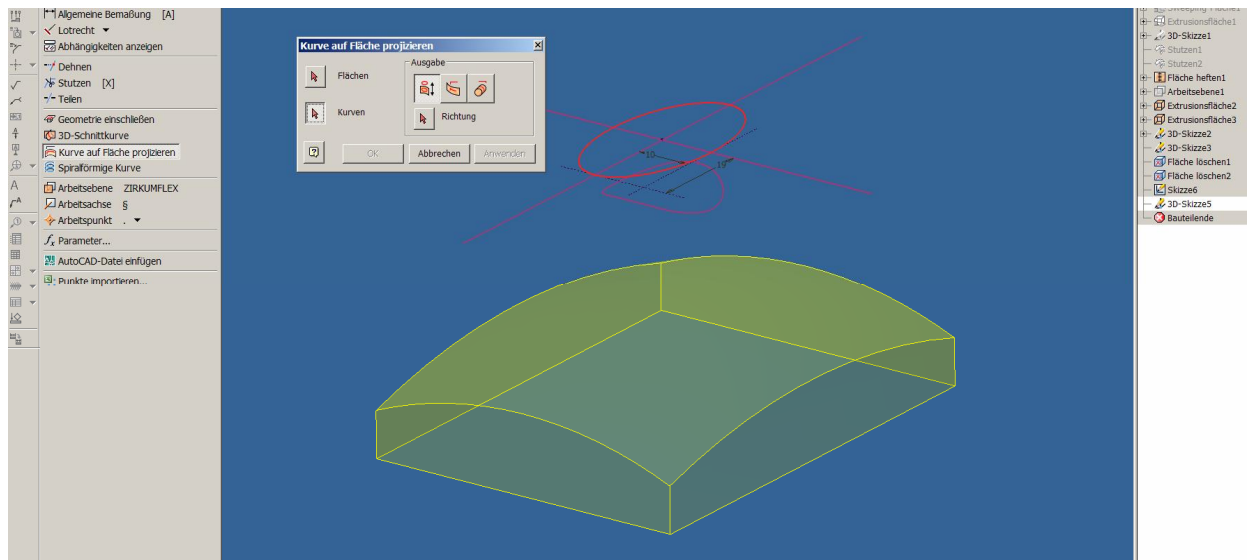 Allgemeine Bemaßung [A]
Lotrecht
Abhängigkeiten anzeigen
Dehnen
Stutzen [X]
Teilen
Geometrie einschließen
3D-Schnittkurve
Kurve auf Fläche projizieren
Spiralförmige Kurve
Arbeitsebene ZIRKUMFLEX
Arbeitsachse §
Arbeitspunkt .
Parameter...
AutoCAD-Datei einfügen
Punkte importieren...
Kurve auf Fläche projizieren
Flächen
Kurven
Ausgabe
Richtung
OK
Abbrechen
Anwenden
10
19
Extrusionsfläche1
3D-Skizze1
Stutzen1
Stutzen2
Fläche heften1
Arbeitsebene1
Extrusionsfläche2
Extrusionsfläche3
3D-Skizze2
3D-Skizze3
Fläche löschen1
Fläche löschen2
Skizze6
3D-Skizze5
Bauteilende